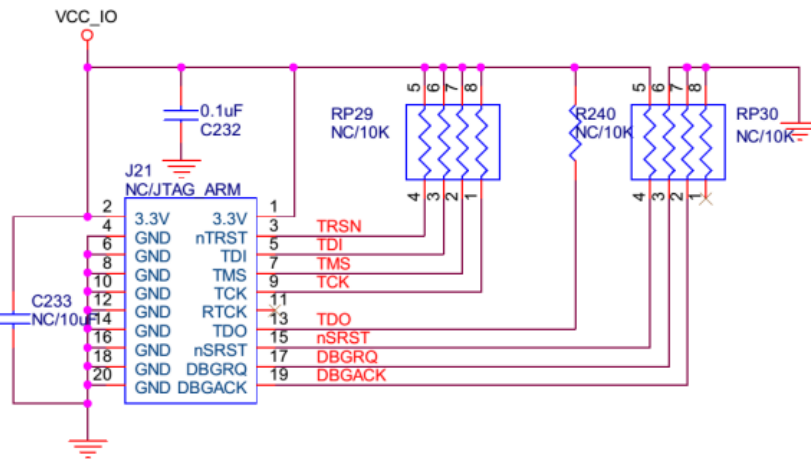 VCC_IO
5 6 7 8
5 6 7 8
0.1uF
C232
RP29
NC/10K
R240
NC/10K
RP30
NC/10K
J21
NC/JTAG_ARM
4 3 2 1
4 3 2 1
2 3.3V 3.3V 1
4 GND nTRST 3 TRSN
6 GND TDI 5 TDI
8 GND TMS 7 TMS
10 GND TCK 9 TCK
12 GND RTCK 11
14 GND TDO 13 TDO
16 GND nSRST 15 nSRST
18 GND DBGRQ 17 DBGRQ
20 GND DBGACK 19 DBGACK
C233
NC/10uF